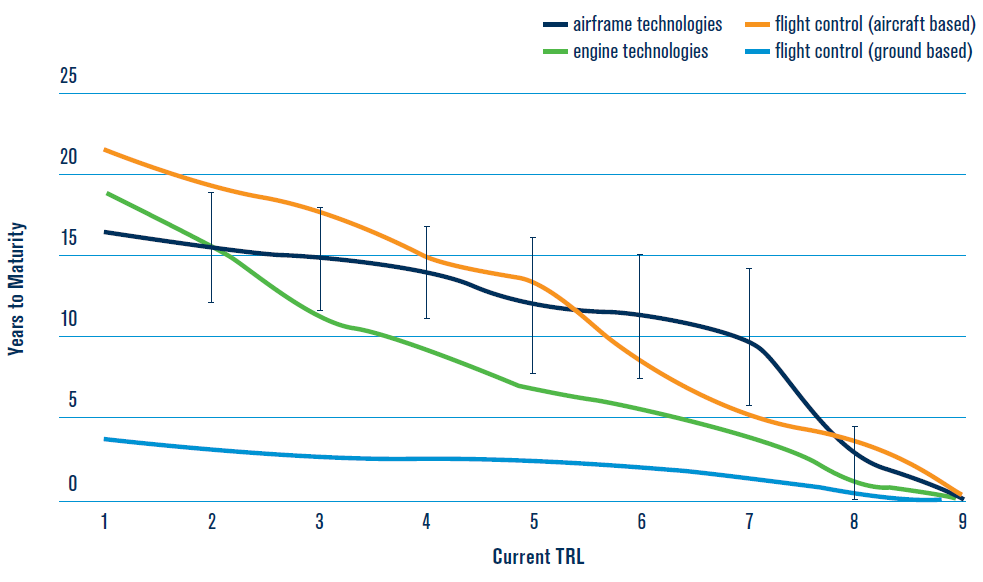 airframe technologies
flight control (aircraft based)
engine technologies
flight control (ground based)
25
20
15
10
5
0
Years to Maturity
1 2 3 4 5 6 7 8 9
Current TRL